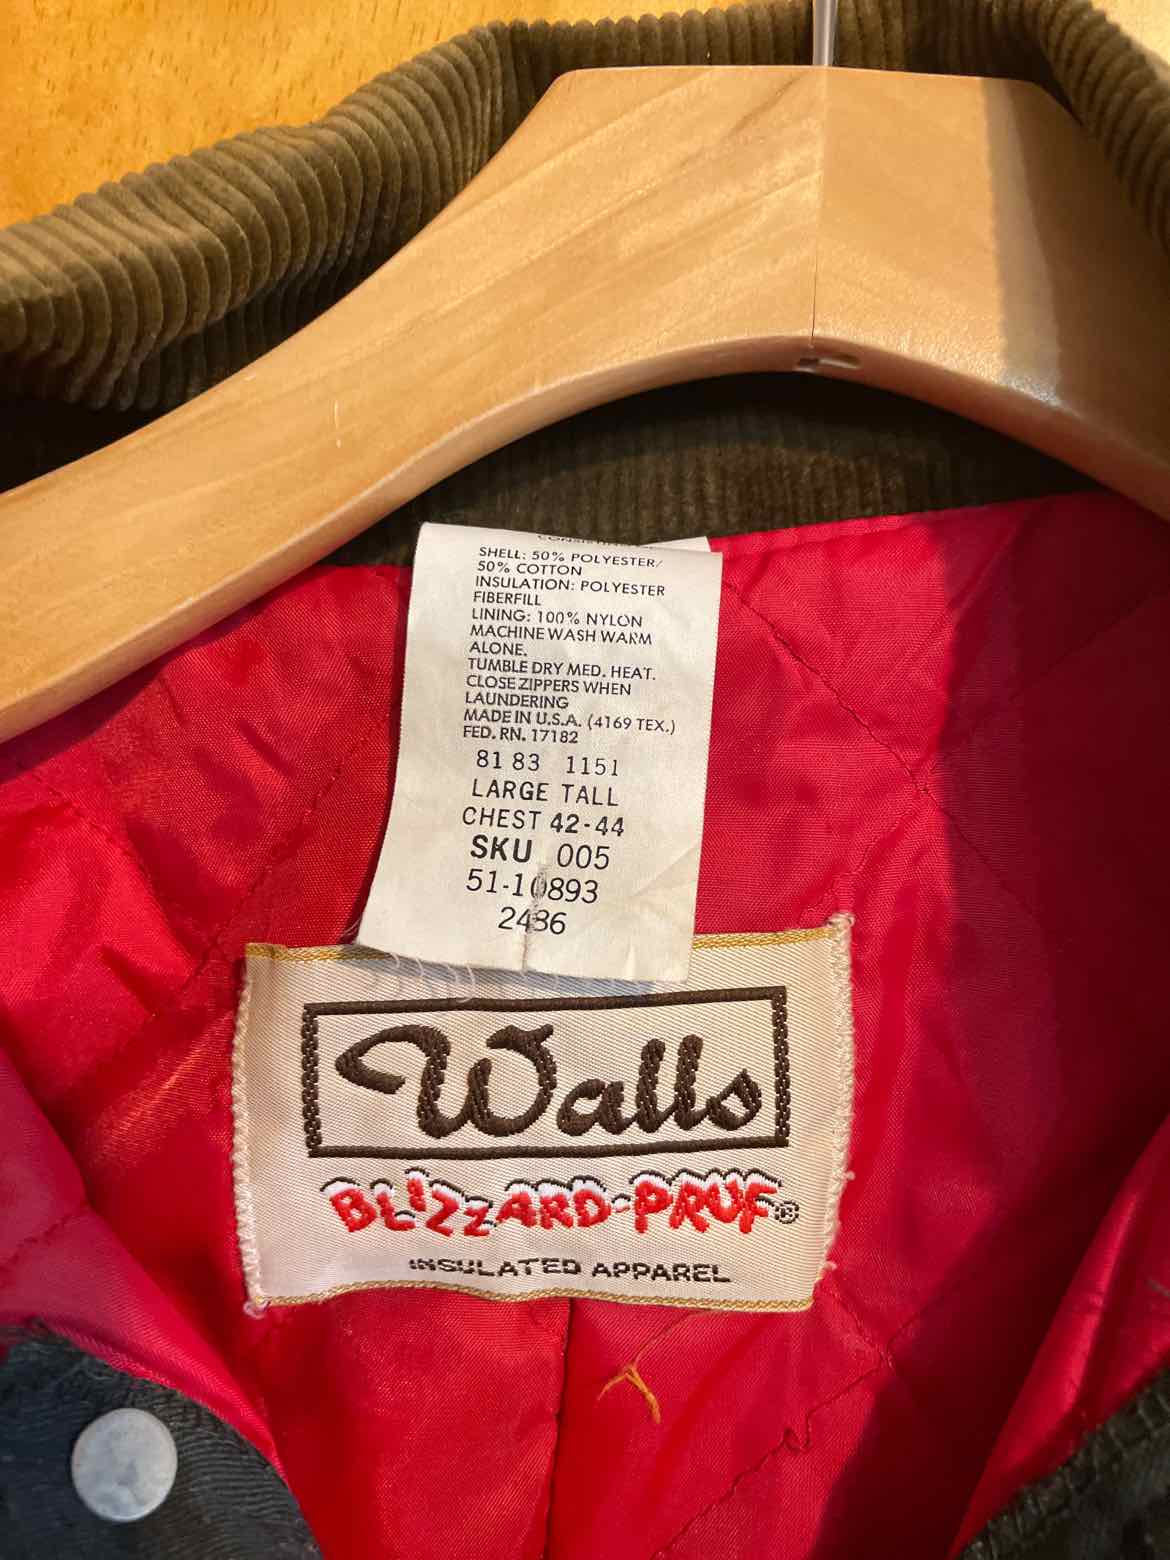 SHELL: 50% POLYESTER/
50% COTTON
INSULATION: POLYESTER
FIBERFILL
LINING: 100% NYLON
MACHINE WASH WARM
ALONE.
TUMBLE DRY MED. HEAT.
CLOSE ZIPPERS WHEN
LAUNDERING
MADE IN U.S.A. (4169 TEX.)
FED. RN. 17182
81 83 1151
LARGE TALL
CHEST 42-44
SKU 005
51-10893
2486
Walls
BLIZZARD-PRUF®
INSULATED APPAREL